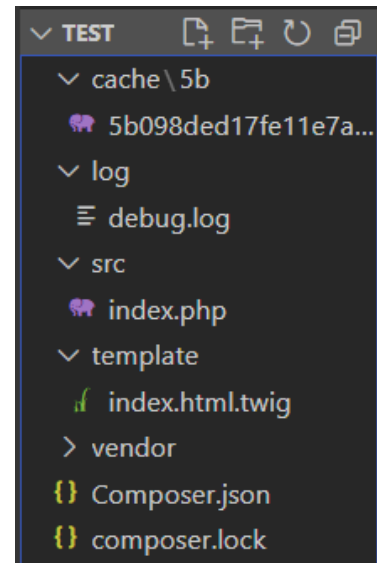 TEST
cache\5b
5b098ded17fe11e7a...
log
debug.log
src
index.php
template
index.html.twig
vendor
{} Composer.json
{} composer.lock